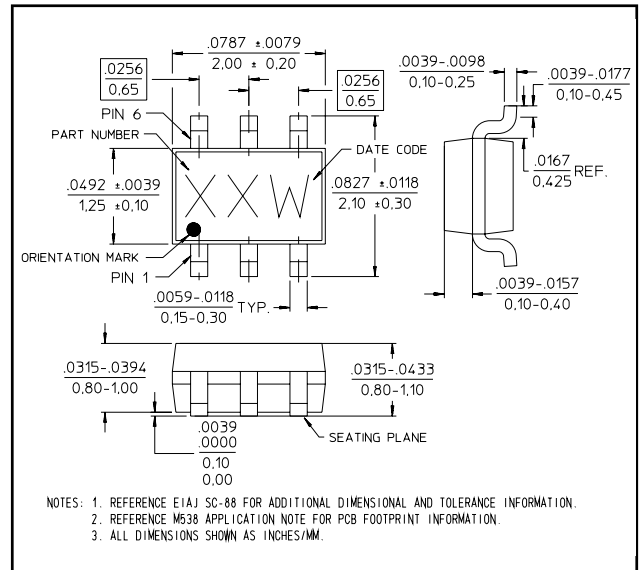 .0787 ±.0079
2,00 ± 0,20
.0256
0,65
.0256
0,65
.0039-.0098
0,10-0,25
.0039-.0177
0,10-0,45
PIN 6
PART NUMBER
DATE CODE
XXW
.0492 ±.0039
1,25 ±0,10
.0827 ±.0118
2,10 ±0,30
.0167
0,425 REF.
ORIENTATION MARK
PIN 1
.0059-.0118
0,15-0,30 TYP.
.0039-.0157
0,10-0,40
.0315-.0394
0,80-1,00
.0315-.0433
0,80-1,10
.0039
.0000
0,10
0,00
SEATING PLANE
NOTES: 1. REFERENCE EIAJ SC-88 FOR ADDITIONAL DIMENSIONAL AND TOLERANCE INFORMATION.
2. REFERENCE M538 APPLICATION NOTE FOR PCB FOOTPRINT INFORMATION.
3. ALL DIMENSIONS SHOWN AS INCHES/MM.